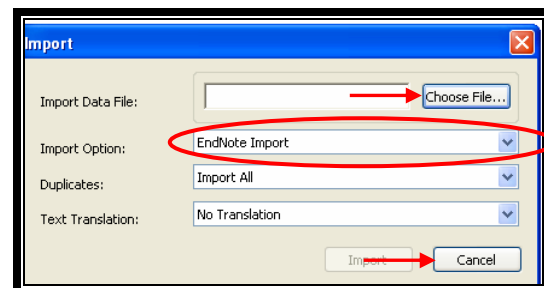 Import
Import Data File: Choose File...
Import Option: EndNote Import
Duplicates: Import All
Text Translation: No Translation
Import Cancel